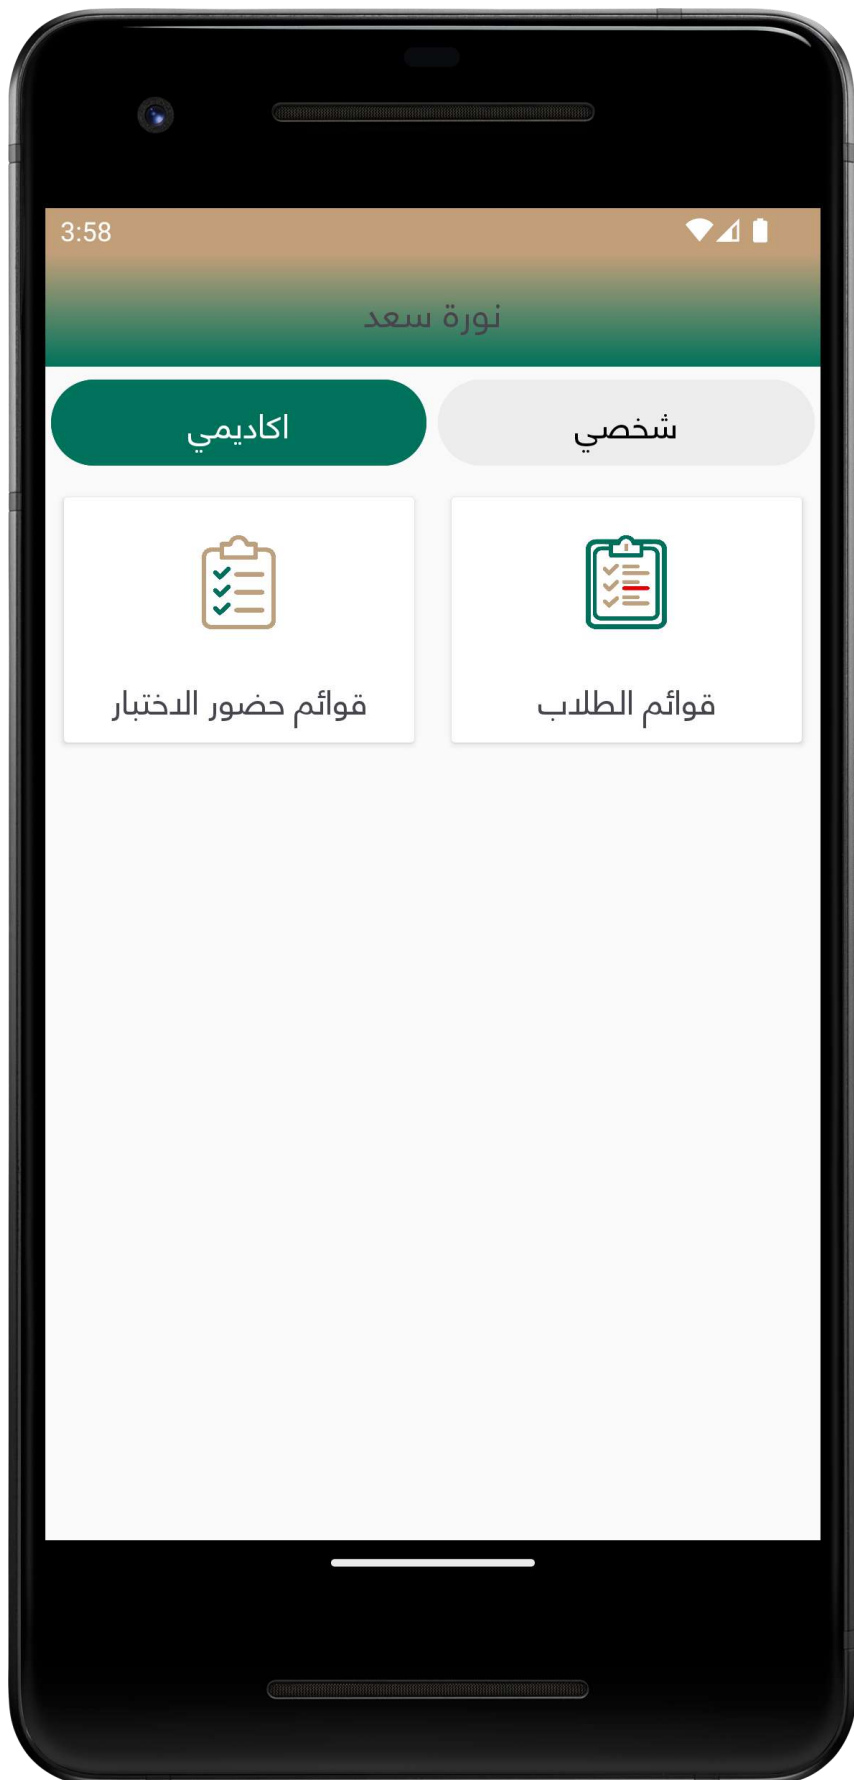 3:58
نورة سعد
شخصي
اكاديمي
قوائم الطلاب
قوائم حضور الاختبار